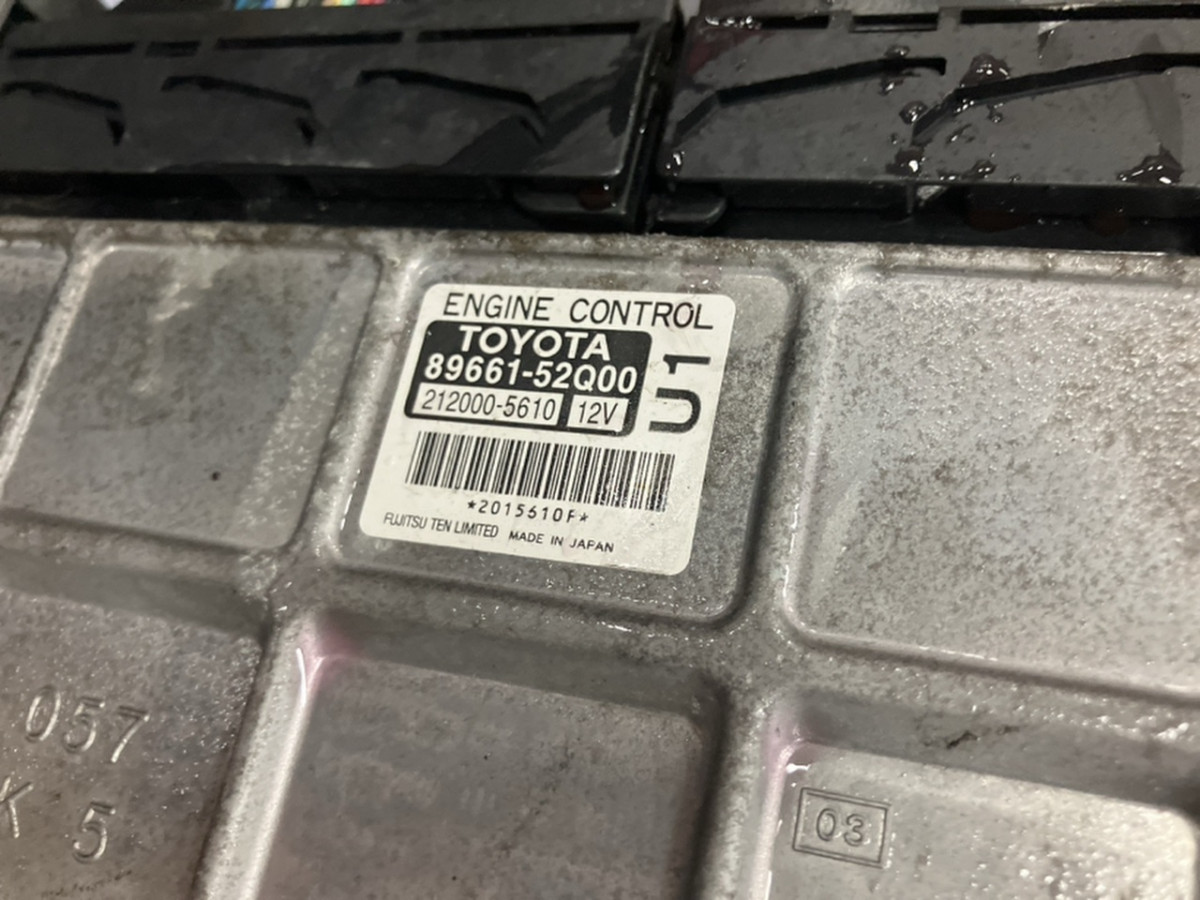 ENGINE CONTROL
TOYOTA
89661-52Q00
212000-5610 12V
U1
*2015610F*
FUJITSU TEN LIMITED MADE IN JAPAN
057
K 5
03